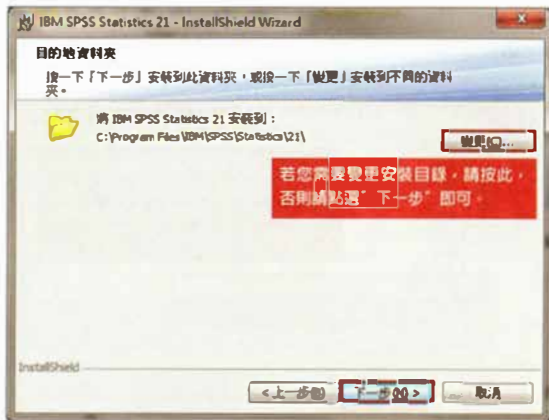 IBM SPSS Statistics 21 - InstallShield Wizard
目的地資料夾
按一下「下一步」安裝到此資料夾，或按一下「變更」安裝到不同的資料
夾。
將 IBM SPSS Statistics 21 安裝到：
C:\Program Files\IBM\SPSS\Statistics\21\
變更(C)...
若您需要變更安裝目錄，請按此，
否則請點選"下一步"即可。
InstallShield
<上一步(B)
下一步(N) >
取消